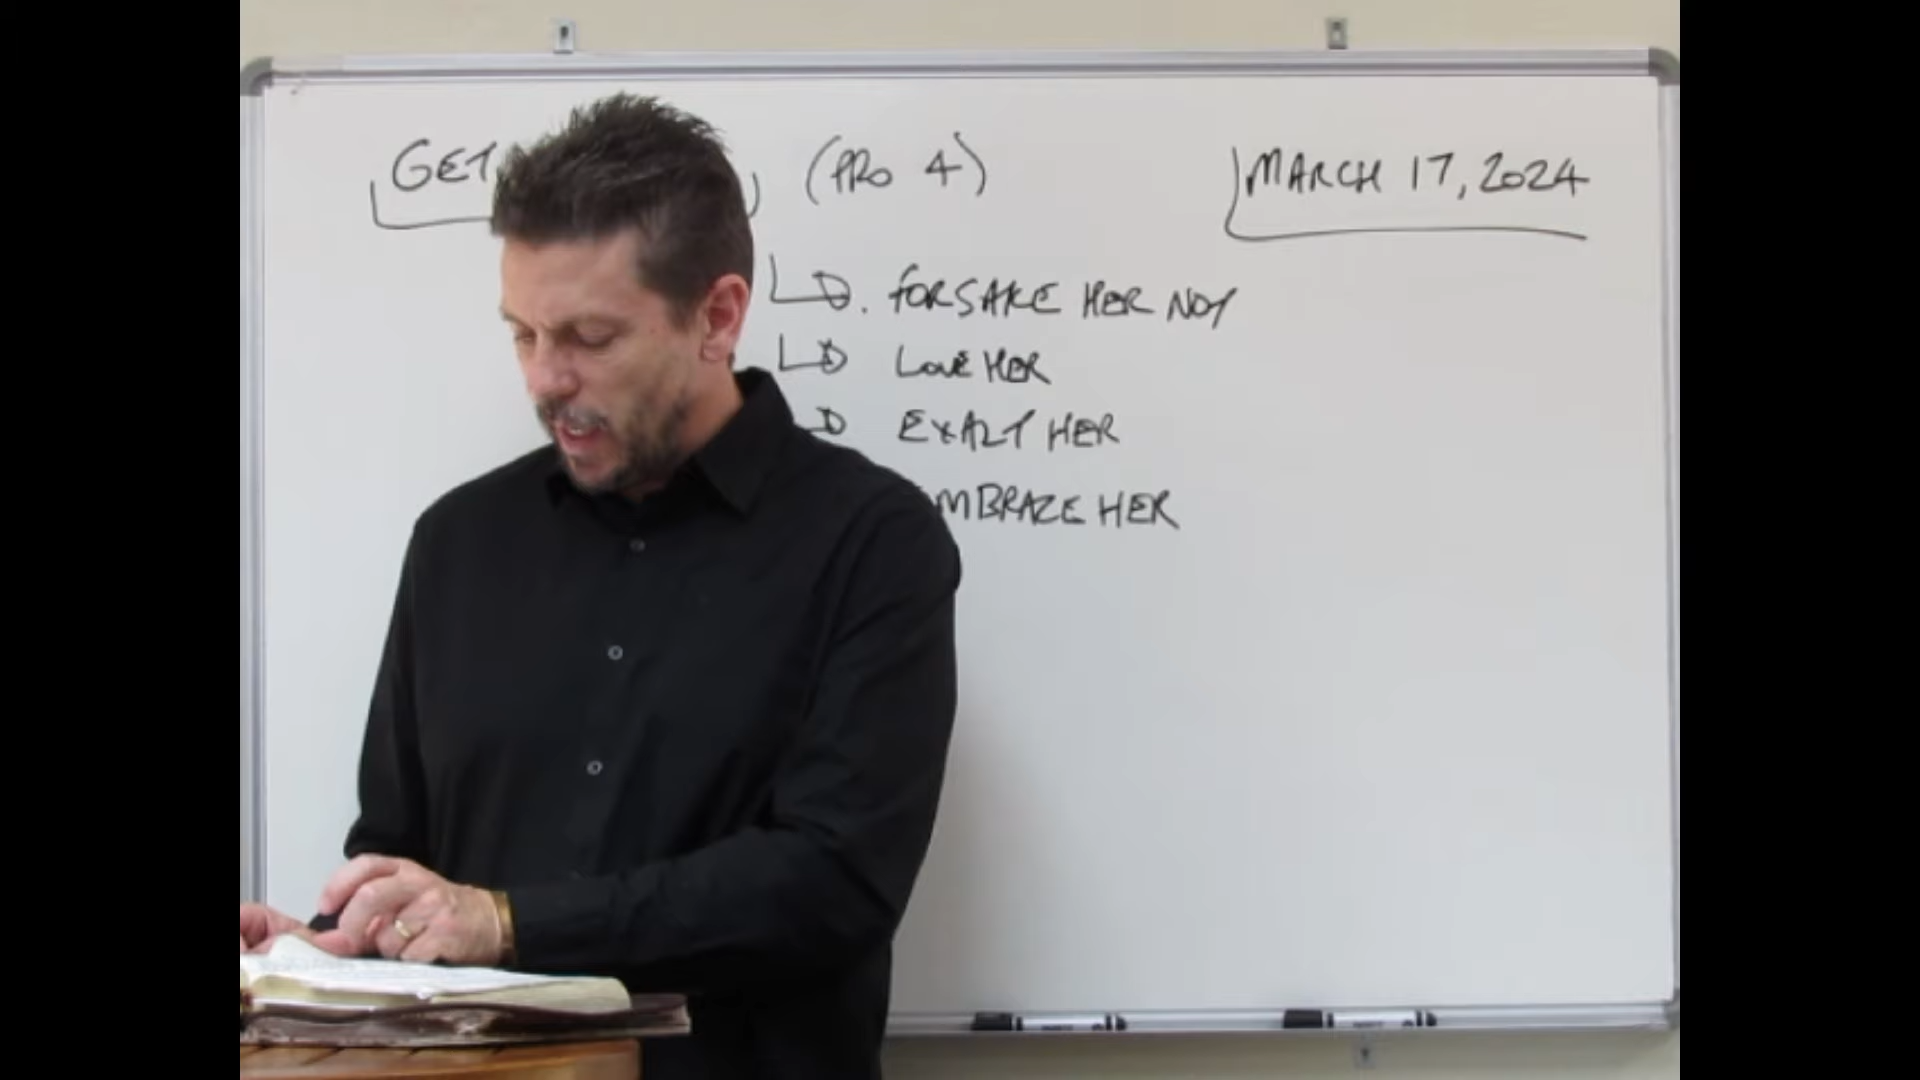 GET (PRO 4)
MARCH 17, 2024
FORSAKE HER NOT
LOVE HER
EXALT HER
MBRACE HER